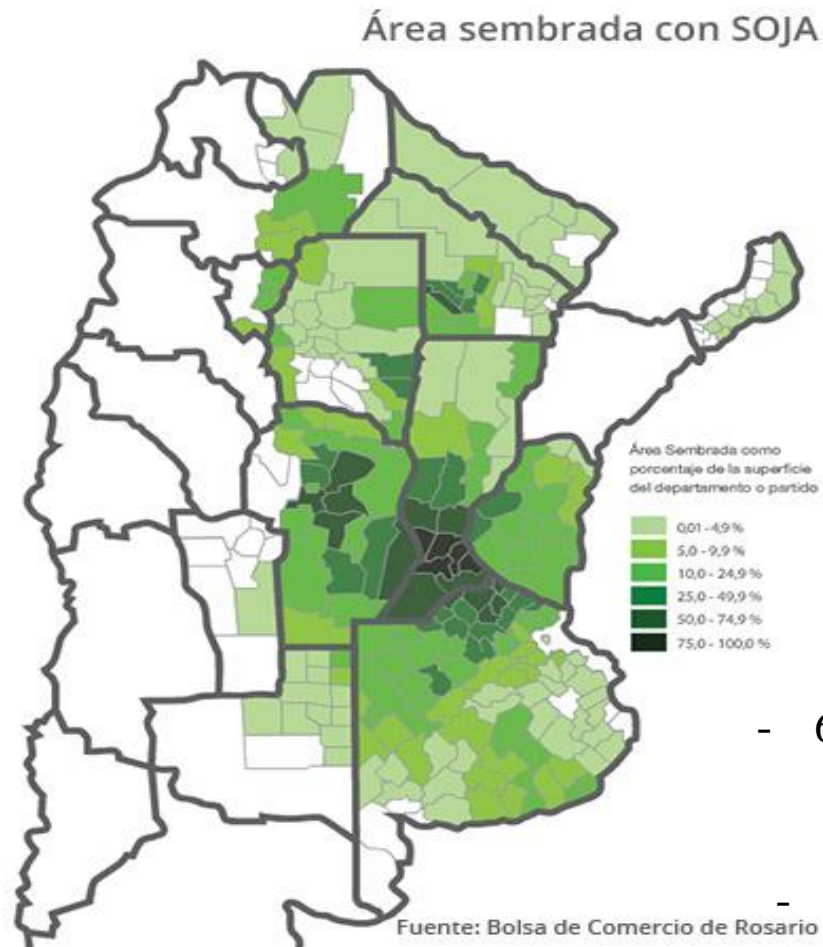 Área sembrada con SOJA
Área Sembrada como
porcentaje de la superficie
del departamento o partido
0,01 - 4,9 %
5,0 - 9,9 %
10,0 - 24,9 %
25,0 - 49,9 %
50,0 - 74,9 %
75,0 - 100,0 %
- 6
-
Fuente: Bolsa de Comercio de Rosario